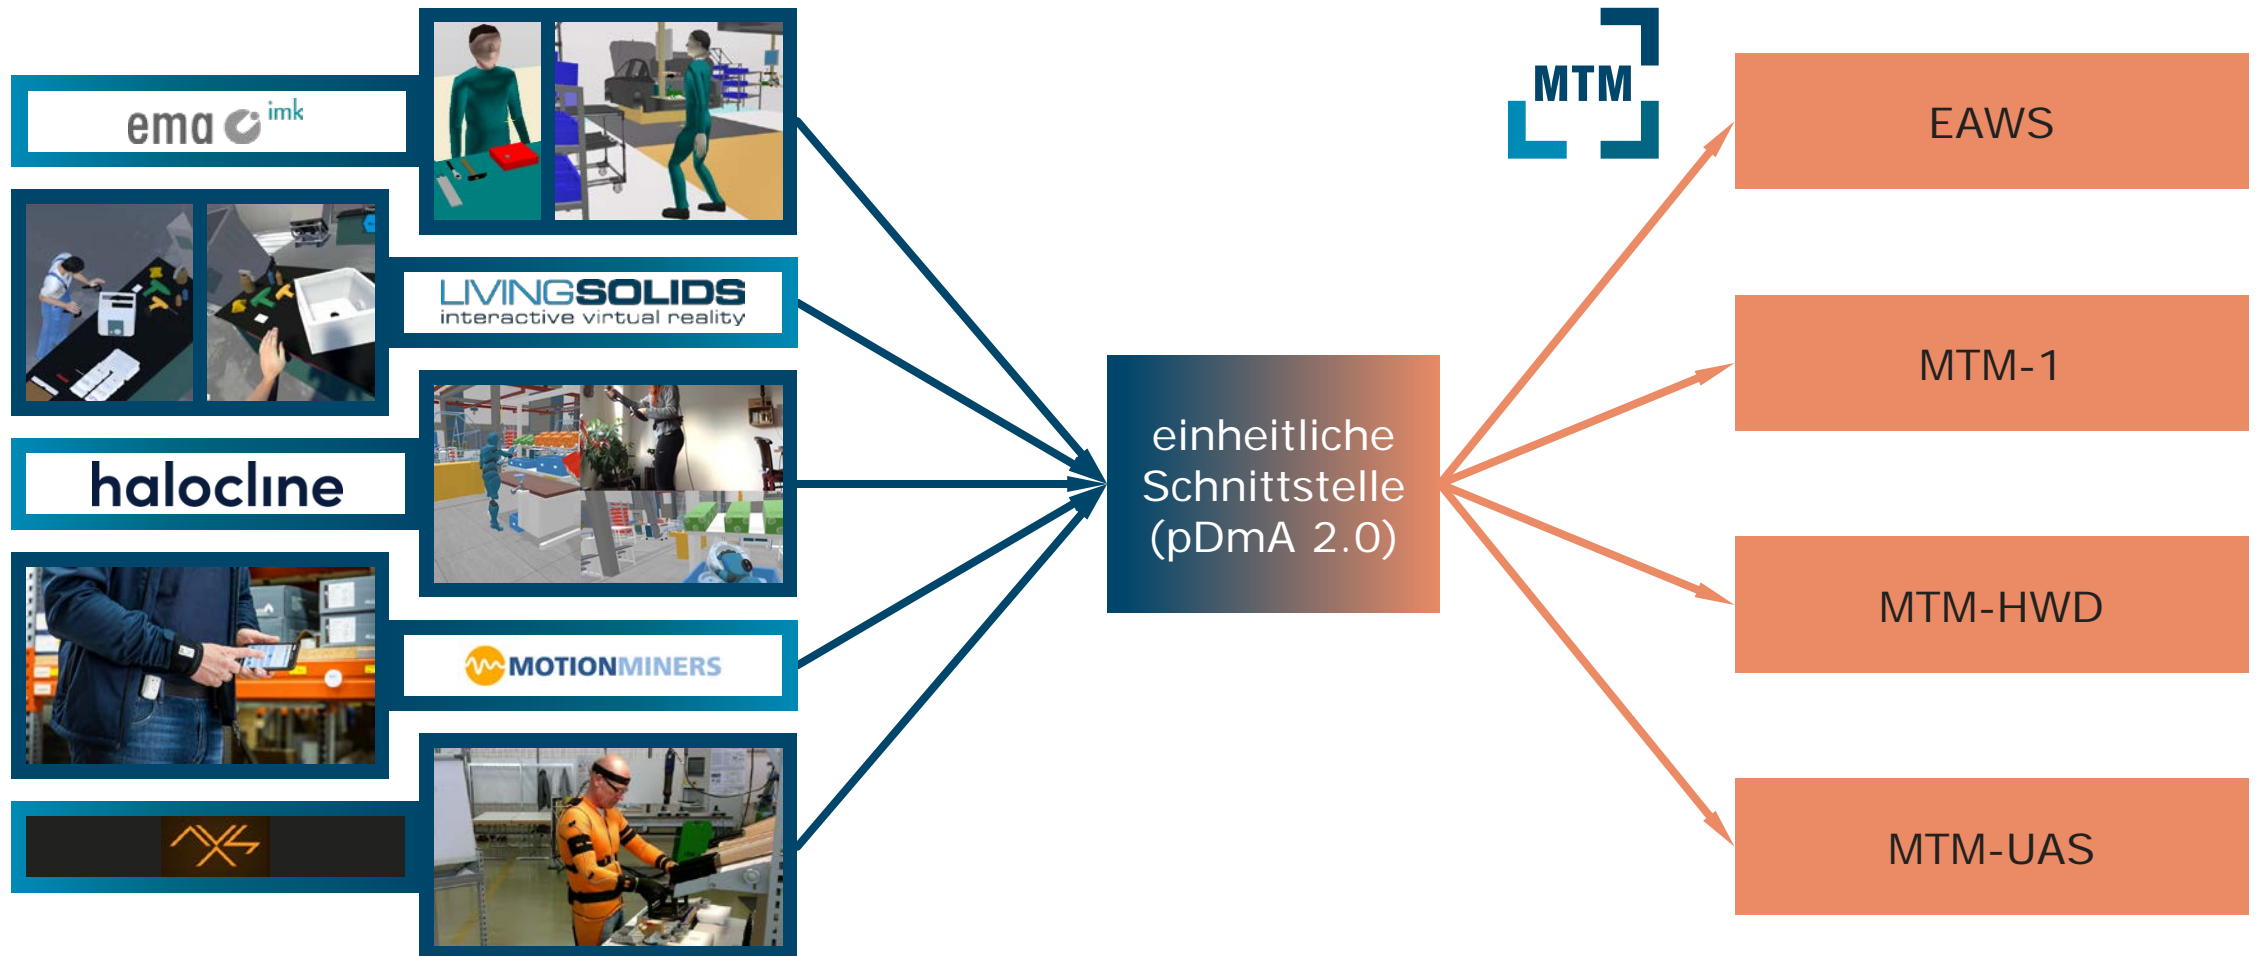 ema imk
LIVINGSOLIDS
interactive virtual reality
halocline
MOTIONMINERS
einheitliche
Schnittstelle
(pDmA 2.0)
MTM
EAWS
MTM-1
MTM-HWD
MTM-UAS